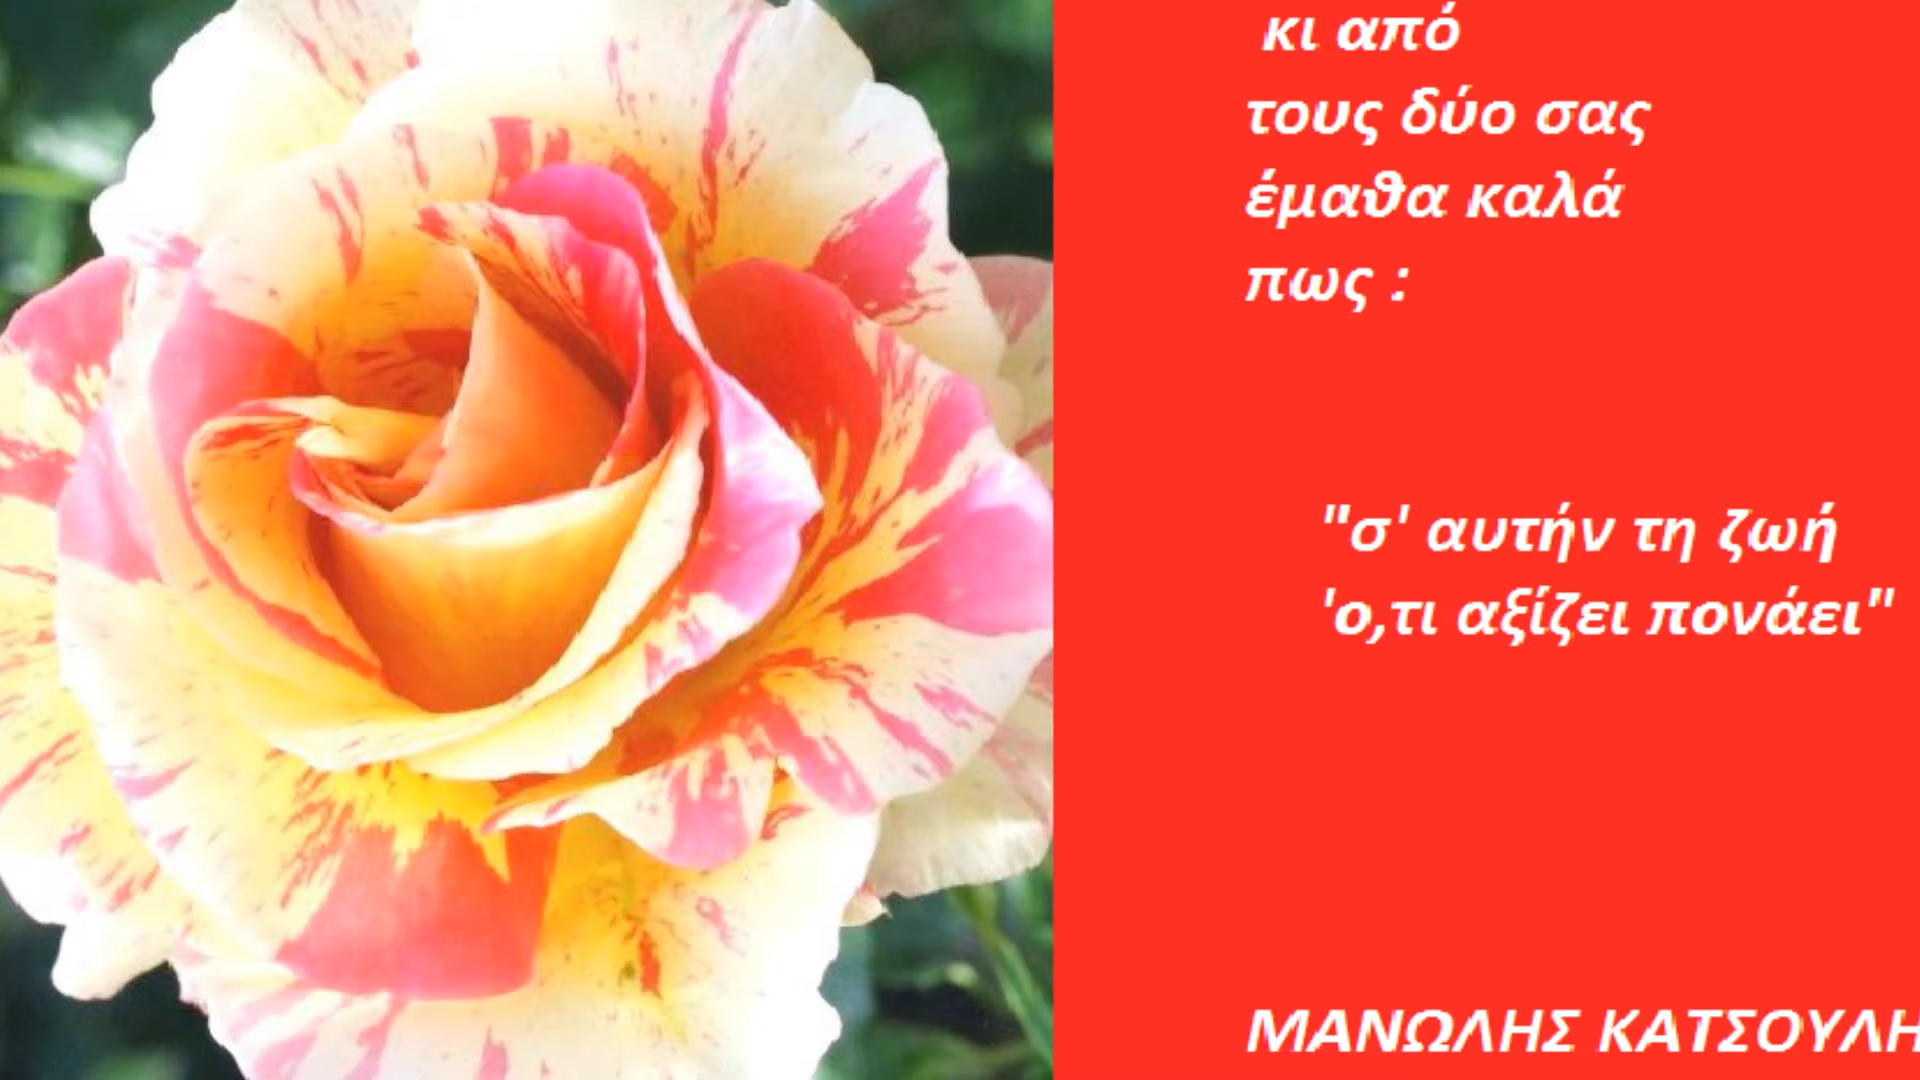 κι από
τους δύο σας
έμαθα καλά
πως :
"σ' αυτήν τη ζωή
'ο,τι αξίζει πονάει"
ΜΑΝΩΛΗΣ ΚΑΤΣΟΥΛΗ